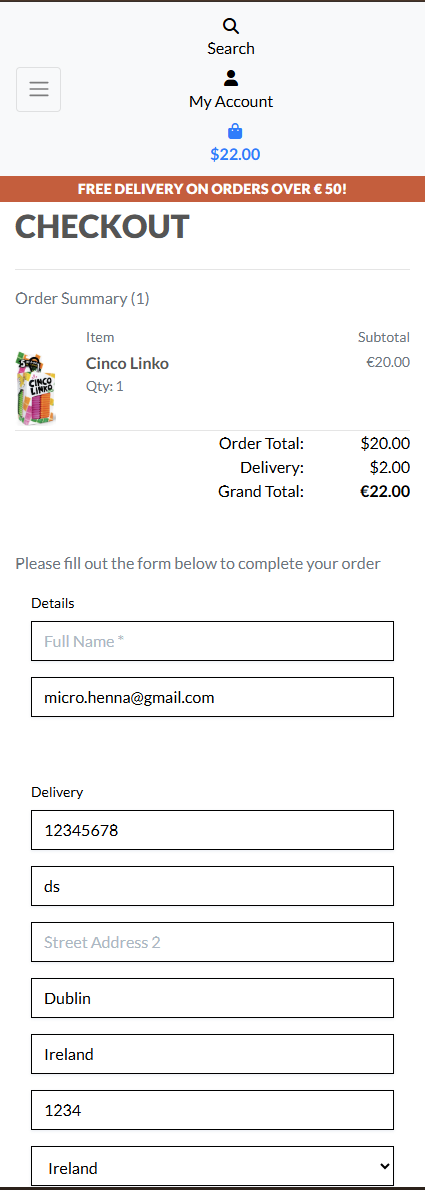 Search
My Account
$22.00
FREE DELIVERY ON ORDERS OVER € 50!
CHECKOUT
Order Summary (1)
Item Subtotal
Cinco Linko €20.00
Qty: 1
CINCO
LINKO
Order Total: $20.00
Delivery: $2.00
Grand Total: €22.00
Please fill out the form below to complete your order
Details
Full Name *
micro.henna@gmail.com
Delivery
12345678
ds
Street Address 2
Dublin
Ireland
1234
Ireland